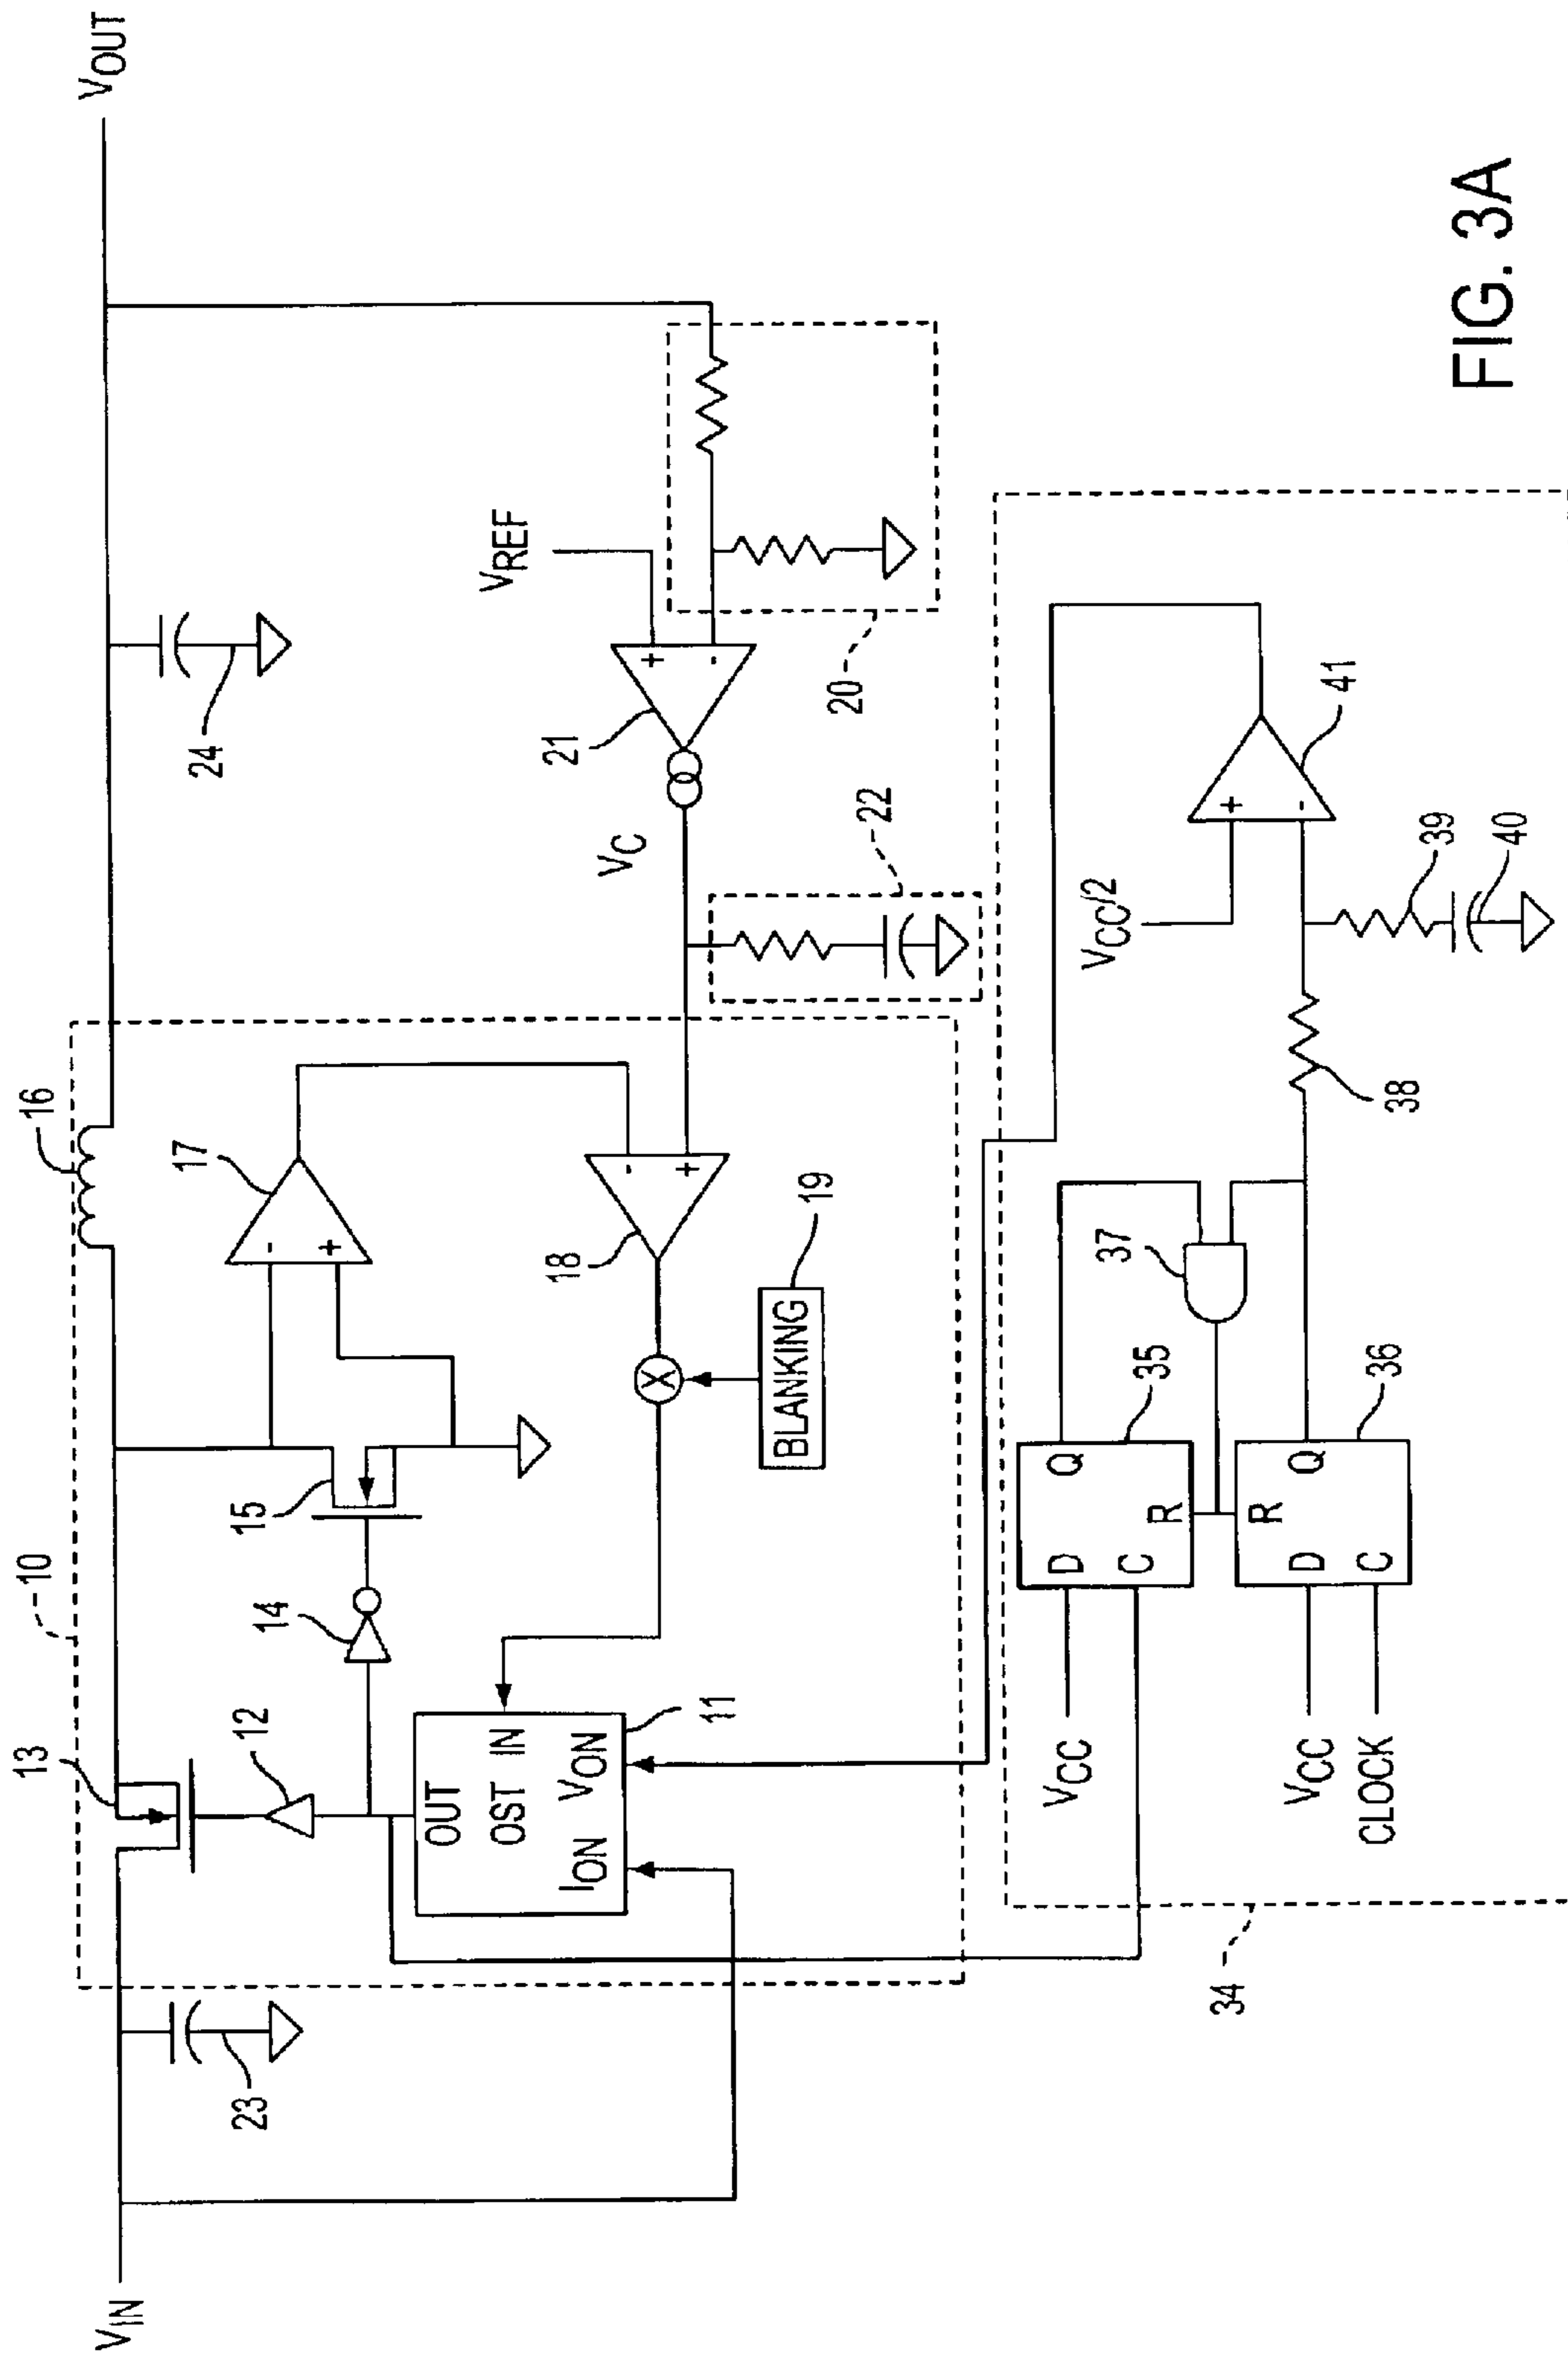 VIN
VOUT
10
16
13
12
14
15
17
-
+
OUT
OST IN
ION
VON
11
18
-
+
X
BLANKING
19
23
24
VC
22
21
+
-
VREF
20
34
VCC
D
Q
C
R
35
VCC
CLOCK
R
D
Q
C
36
37
38
VCC/2
39
40
+
-
41
FIG. 3A